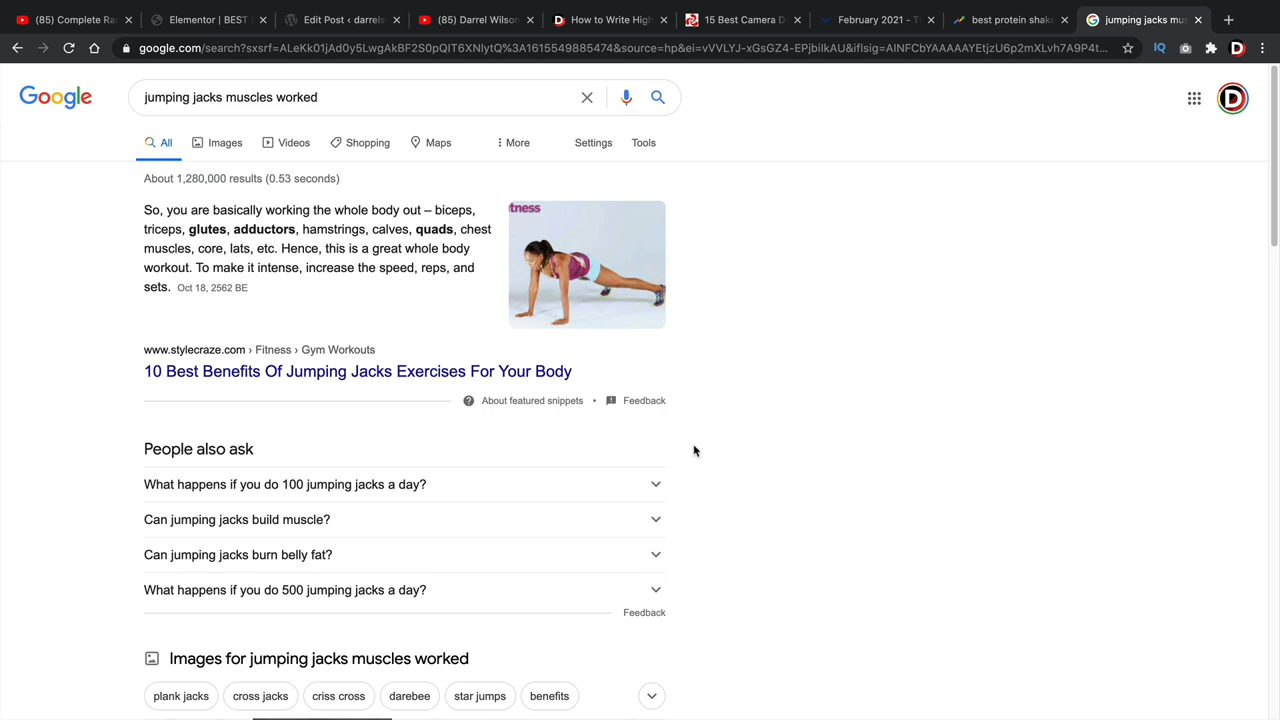 (85) Complete Ra
Elementor | BEST
Edit Post ‹ darrels
(85) Darrel Wilson
How to Write High
15 Best Camera D
February 2021 - Ti
best protein shake
jumping jacks mus
google.com/search?sxsrf=ALeKk01jAd0y5LwgAkBF2S0pQIT6XNlytQ%3A1615549885474&source=hp&ei=vVVLYJ-xGsGZ4-EPjbiIkAU&iflsig=AINFCbYAAAAAYEtjzU6p2mXLvh7A9P4t...
IQ
D
Google
jumping jacks muscles worked
D
All
Images
Videos
Shopping
Maps
More
Settings
Tools
About 1,280,000 results (0.53 seconds)
So, you are basically working the whole body out – biceps,
triceps, glutes, adductors, hamstrings, calves, quads, chest
muscles, core, lats, etc. Hence, this is a great whole body
workout. To make it intense, increase the speed, reps, and
sets. Oct 18, 2562 BE
tness
www.stylecraze.com › Fitness › Gym Workouts
10 Best Benefits Of Jumping Jacks Exercises For Your Body
About featured snippets • Feedback
People also ask
What happens if you do 100 jumping jacks a day?
Can jumping jacks build muscle?
Can jumping jacks burn belly fat?
What happens if you do 500 jumping jacks a day?
Feedback
Images for jumping jacks muscles worked
plank jacks
cross jacks
criss cross
darebee
star jumps
benefits